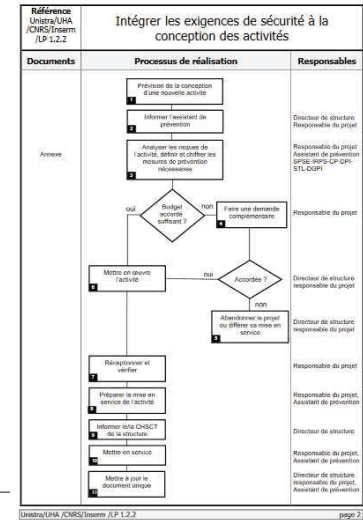 Référence
Unistra/UHA
/CNRS/Inserm
/LP 1.2.2
Intégrer les exigences de sécurité à la
conception des activités
Documents
Processus de réalisation
Responsables
Prévision de la conception
d'une nouvelle activité
1
Informer l'assistant de
prévention
2
Directeur de structure
Responsable du projet
Annexe
Analyser les risques de
l'activité, définir et chiffrer les
mesures de prévention
nécessaire
3
Responsable du projet
Assistant de prévention
SPSE-IRPS-CP-DPI-
STL-DGPI
oui
Budget
accordé
suffisant ?
non
Faire une demande
complémentaire
4
Responsable du projet
Mettre en œuvre
l'activité
6
oui
Accordée ?
Directeur de structure
responsable du projet
non
Abandonner le projet
ou différer sa mise en
service
5
Directeur de structure
responsable du projet
Réceptionner et
vérifier
7
Responsable du projet
Préparer la mise en
service de l'activité
8
Responsable du projet,
Assistant de prévention
Informer le/la CHSCT
de la structure
9
Directeur de structure
Mettre en service
10
Responsable du projet,
Assistant de prévention
Mettre à jour le
document unique
11
Directeur de structure
responsable du projet,
Assistant de prévention
Unistra/UHA /CNRS/Inserm /LP 1.2.2
page 2